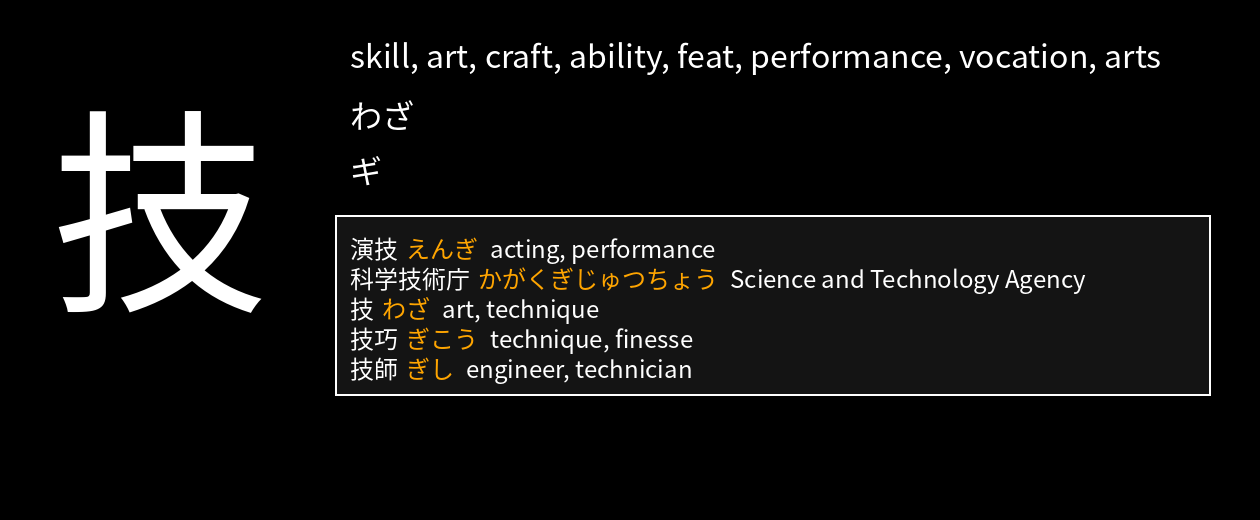 技
skill, art, craft, ability, feat, performance, vocation, arts
わざ
ギ
演技 えんぎ acting, performance
科学技術庁 かがくぎじゅつちょう Science and Technology Agency
技 わざ art, technique
技巧 ぎこう technique, finesse
技師 ぎし engineer, technician